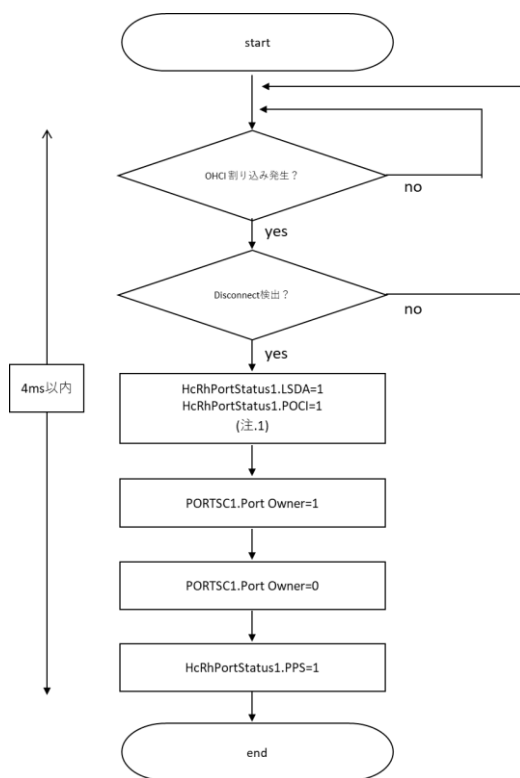 start
OHCI 割り込み発生？
no
yes
Disconnect検出？
no
yes
4ms以内
HcRhPortStatus1.LSDA=1
HcRhPortStatus1.POCI=1
(注.1)
PORTSC1.Port Owner=1
PORTSC1.Port Owner=0
HcRhPortStatus1.PPS=1
end